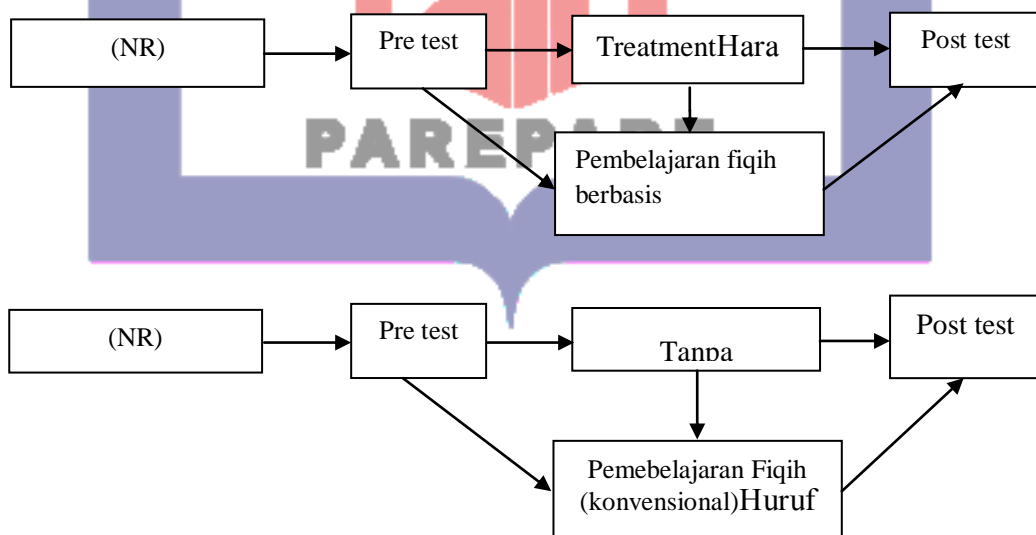 (NR)
Pre test
TreatmentHara
Post test
PAREPARE
Pembelajaran fiqih
berbasis
(NR)
Pre test
Tanpa
Post test
Pemebelajaran Fiqih
(konvensional)Huruf